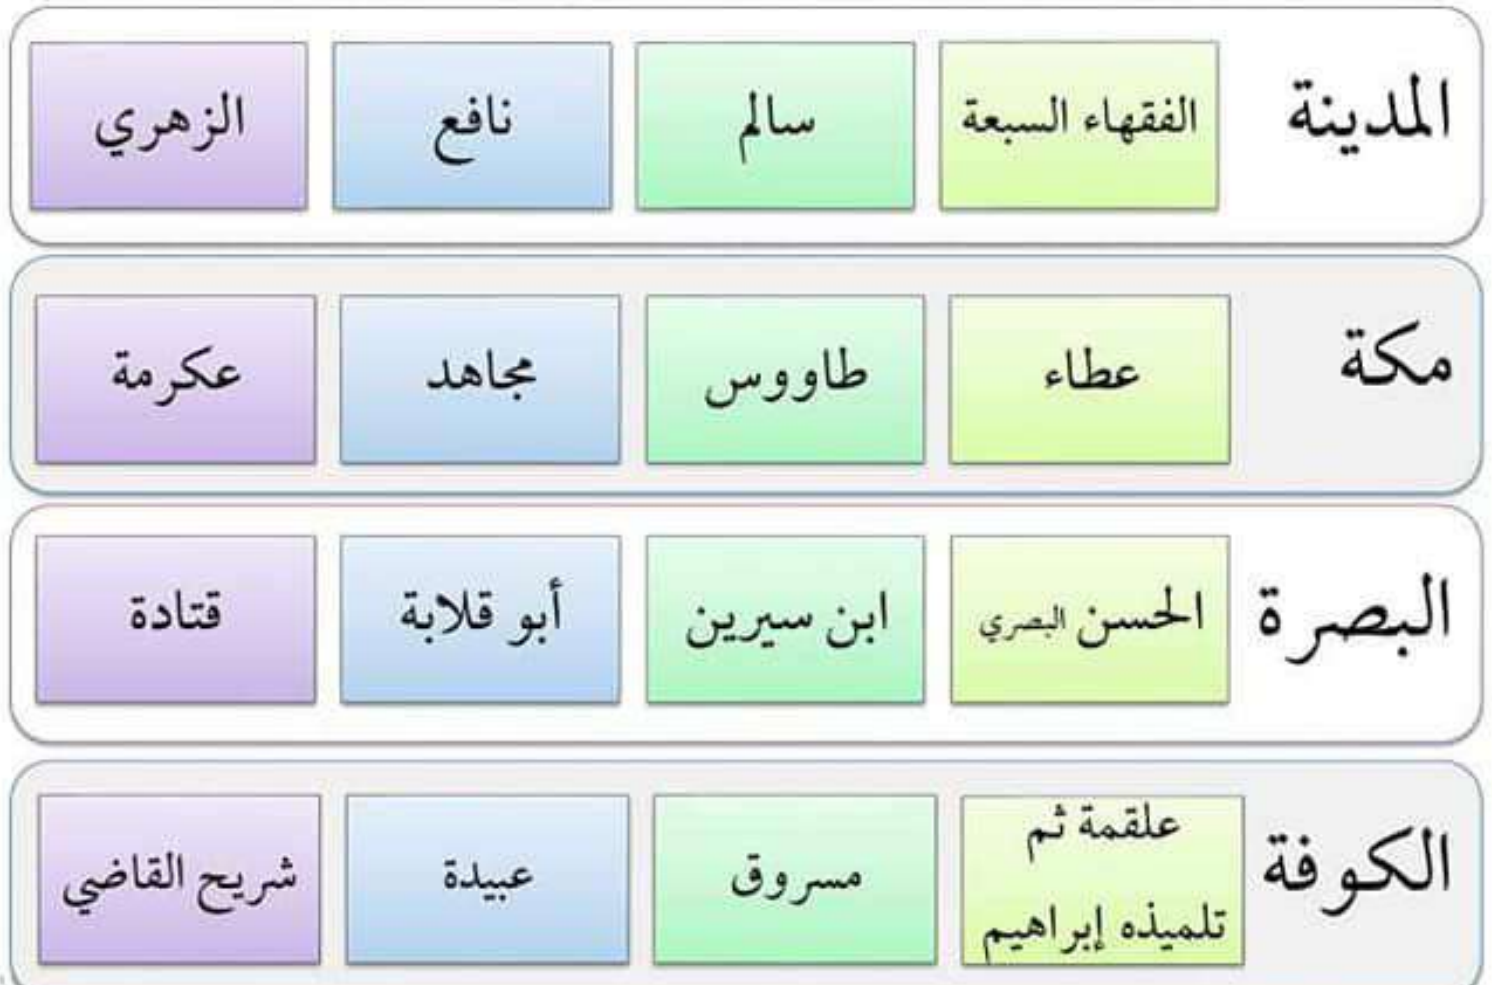 المدينة
الفقهاء السبعة
سالم
نافع
الزهري
مكة
عطاء
طاووس
مجاهد
عكرمة
البصرة
الحسن البصري
ابن سيرين
أبو قلابة
قتادة
الكوفة
علقمة ثم
تلميذه إبراهيم
مسروق
عبيدة
شريح القاضي